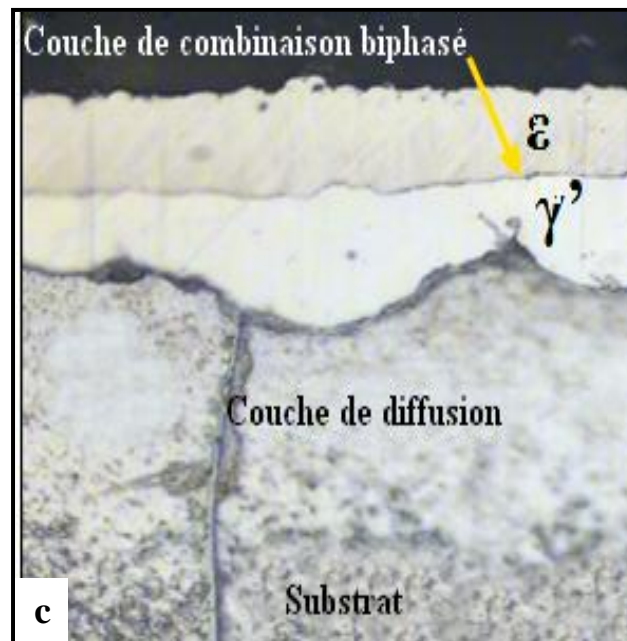 Couche de combinaison biphasé
ε
γ’
Couche de diffusion
Substrat
c